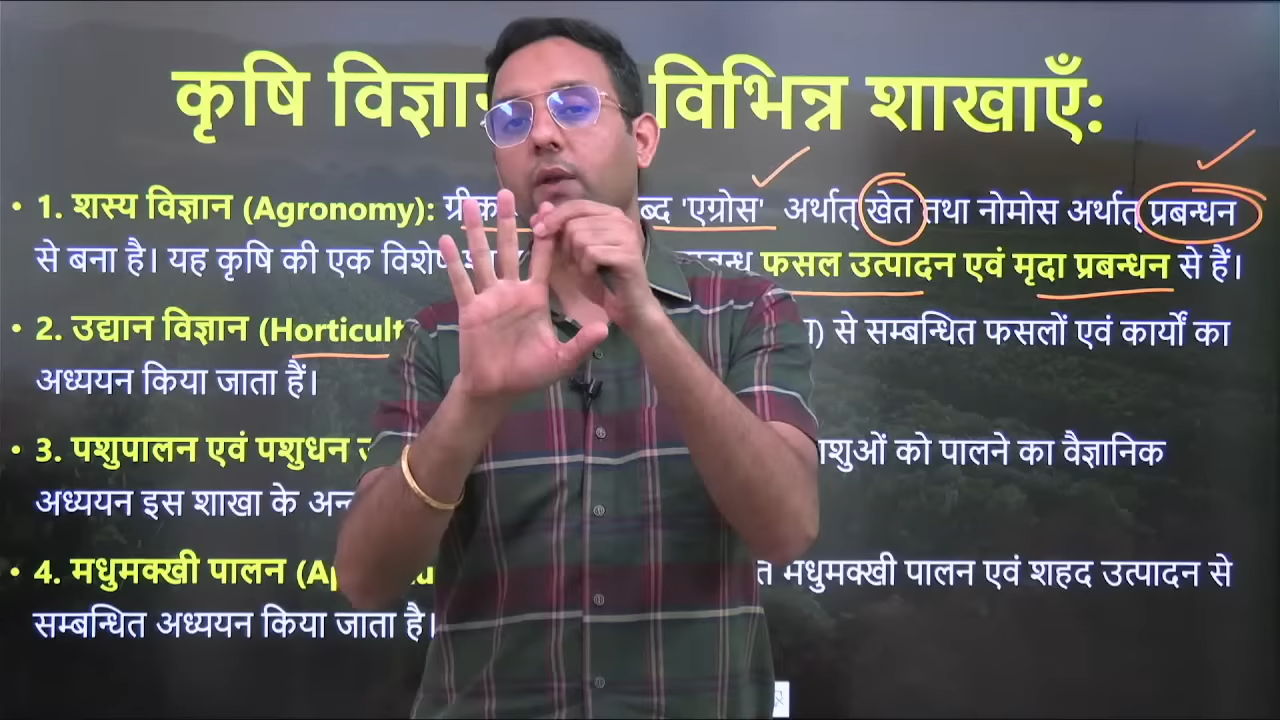 कृषि विज्ञान विभिन्न शाखाएँ:
• 1. शस्य विज्ञान (Agronomy): 'एग्रोस' अर्थात् खेत तथा नोमोस अर्थात् प्रबन्धन
से बना है। यह कृषि की एक फसल उत्पादन एवं मृदा प्रबन्धन से हैं।
• 2. उद्यान विज्ञान से सम्बन्धित फसलों एवं कार्यों का
अध्ययन किया जाता हैं।
• 3. पशुपालन एवं पशुधन को पालने का वैज्ञानिक
अध्ययन इस शाखा के
• 4. मधुमक्खी पालन मधुमक्खी पालन एवं शहद उत्पादन से
सम्बन्धित अध्ययन किया जाता है।